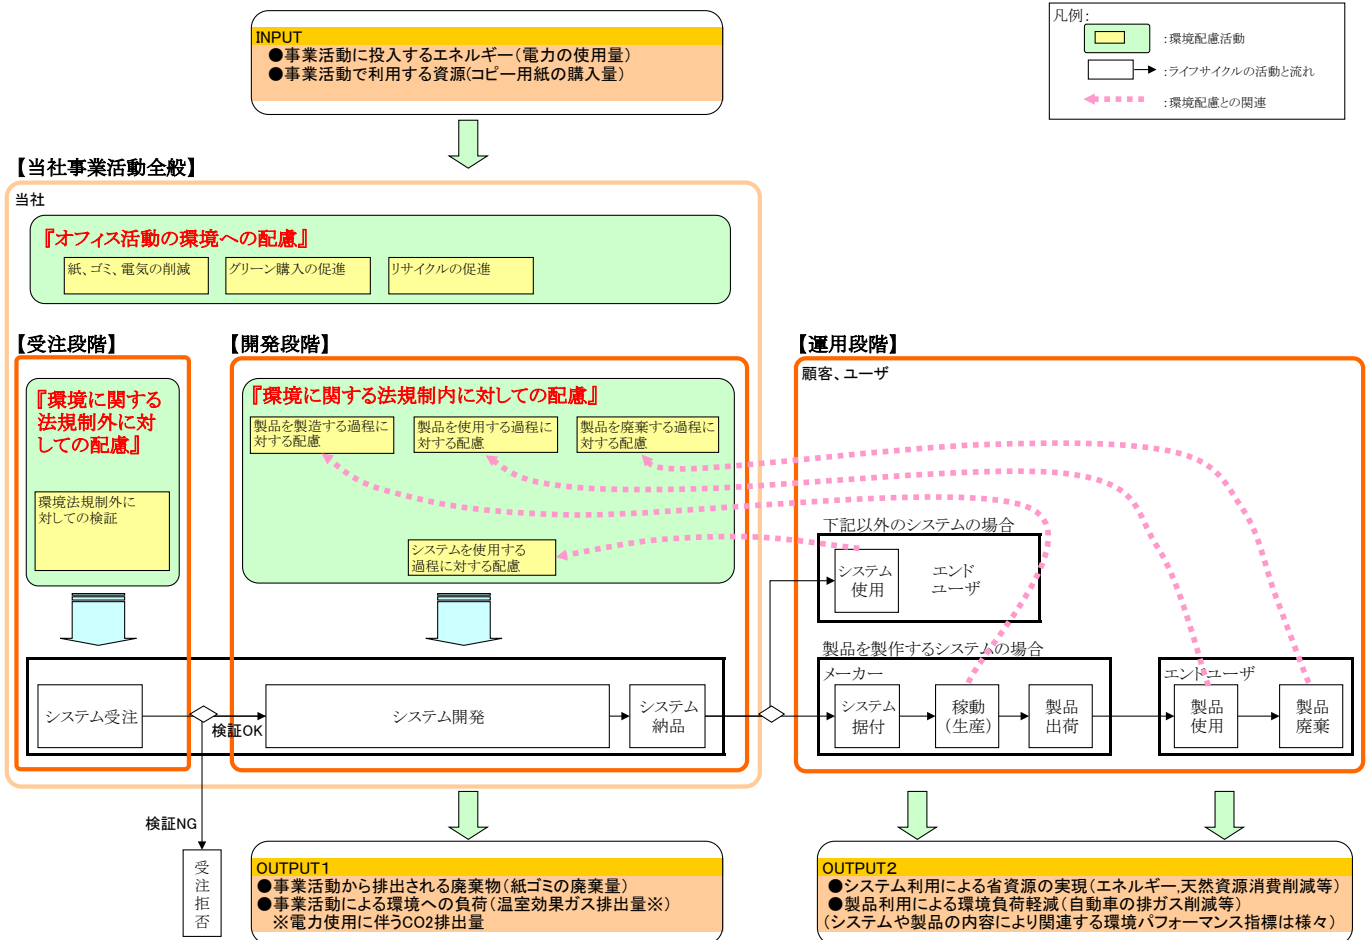 INPUT
●事業活動に投入するエネルギー(電力の使用量)
●事業活動で利用する資源(コピー用紙の購入量)
凡例:
:環境配慮活動
:ライフサイクルの活動と流れ
:環境配慮との関連
【当社事業活動全般】
当社
『オフィス活動の環境への配慮』
紙、ゴミ、電気の削減
グリーン購入の促進
リサイクルの促進
【受注段階】
『環境に関する
法規制外に対
しての配慮』
環境法規制外に
対しての検証
【開発段階】
『環境に関する法規制内に対しての配慮』
製品を製造する過程に
対する配慮
製品を使用する過程に
対する配慮
製品を廃棄する過程に
対する配慮
システムを使用する
過程に対する配慮
【運用段階】
顧客、ユーザ
下記以外のシステムの場合
システム
使用
エンド
ユーザ
製品を製作するシステムの場合
メーカー
システム
据付
稼動
(生産)
製品
出荷
エンドユーザ
製品
使用
製品
廃棄
システム受注
検証OK
システム開発
システム
納品
検証NG
受
注
拒
否
OUTPUT1
●事業活動から排出される廃棄物(紙ゴミの廃棄量)
●事業活動による環境への負荷(温室効果ガス排出量※)
※電力使用に伴うCO2排出量
OUTPUT2
●システム利用による省資源の実現(エネルギー,天然資源消費削減等)
●製品利用による環境負荷軽減(自動車の排ガス削減等)
(システムや製品の内容により関連する環境パフォーマンス指標は様々)